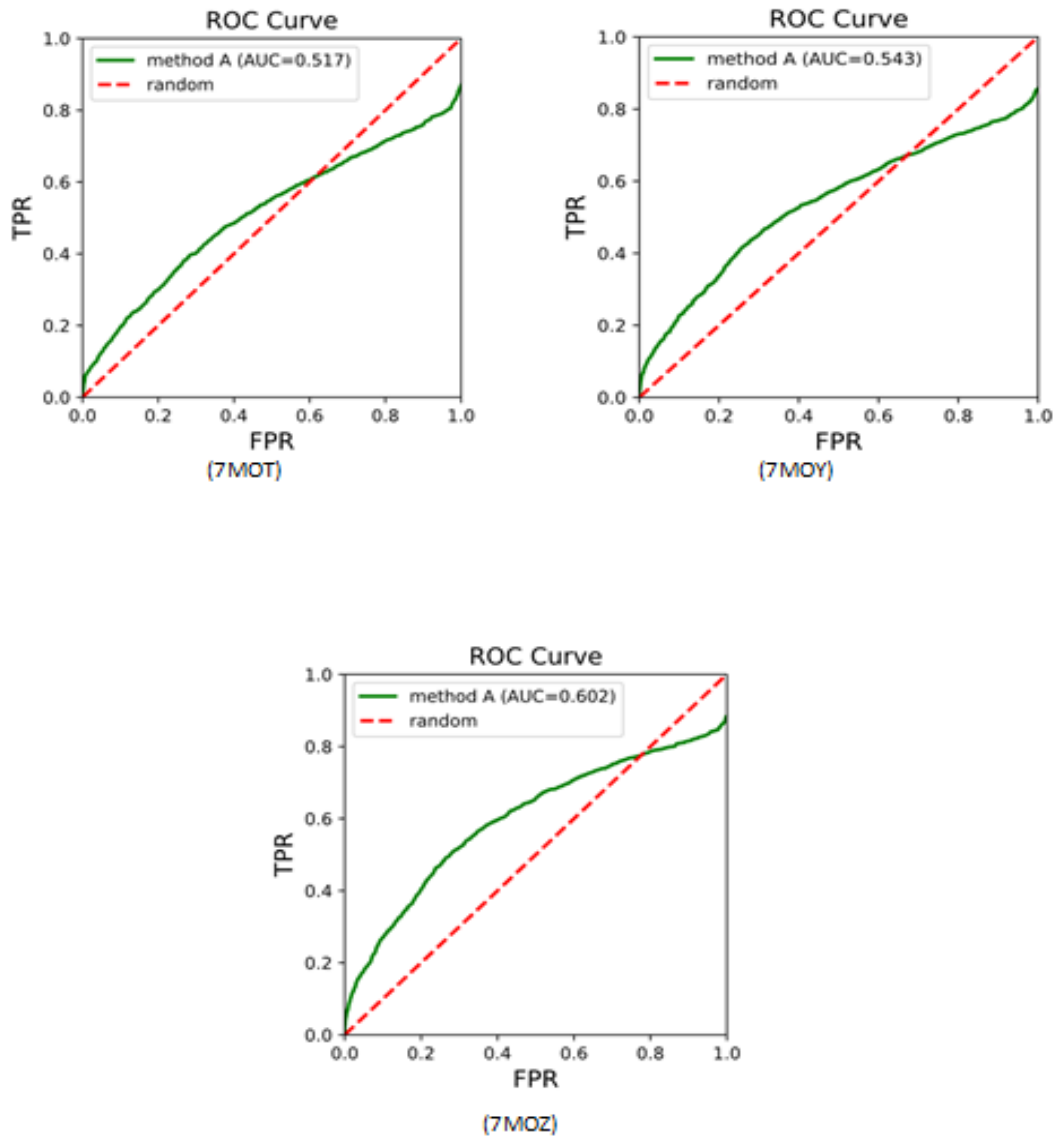 ROC Curve
method A (AUC=0.517)
random
1.0
0.8
0.6
0.4
0.2
0.0
TPR
0.0 0.2 0.4 0.6 0.8 1.0
FPR
(7MOT)
ROC Curve
method A (AUC=0.543)
random
1.0
0.8
0.6
0.4
0.2
0.0
TPR
0.0 0.2 0.4 0.6 0.8 1.0
FPR
(7MOY)
ROC Curve
method A (AUC=0.602)
random
1.0
0.8
0.6
0.4
0.2
0.0
TPR
0.0 0.2 0.4 0.6 0.8 1.0
FPR
(7MOZ)